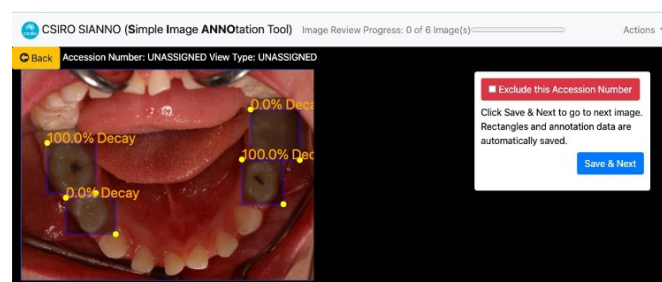 CSIRO SIANNO (Simple Image ANNOtation Tool) Image Review Progress: 0 of 6 Image(s): Actions
Back Accession Number: UNASSIGNED View Type: UNASSIGNED
Exclude this Accession Number
Click Save & Next to go to next image.
Rectangles and annotation data are
automatically saved.
Save & Next
0.0% Deca
100.0% Decay
100.0% Dec
0.0% Decay